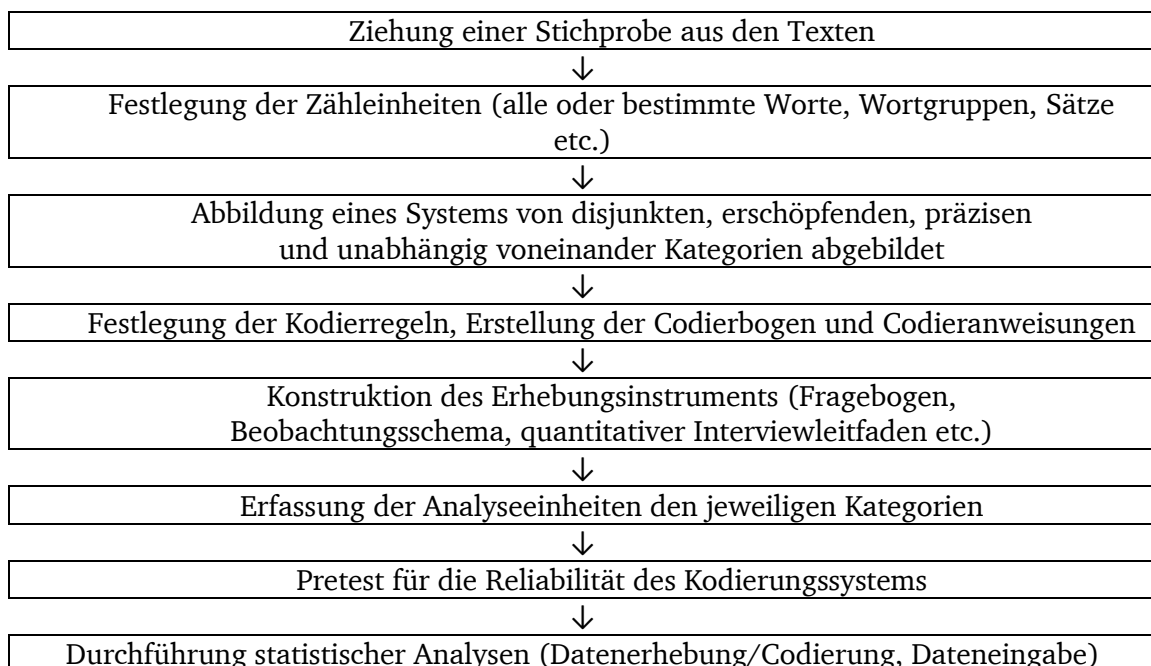 Ziehung einer Stichprobe aus den Texten
↓
Festlegung der Zähleinheiten (alle oder bestimmte Worte, Wortgruppen, Sätze
etc.)
↓
Abbildung eines Systems von disjunkten, erschöpfenden, präzisen
und unabhängig voneinander Kategorien abgebildet
↓
Festlegung der Kodierregeln, Erstellung der Codierbogen und Codieranweisungen
↓
Konstruktion des Erhebungsinstruments (Fragebogen,
Beobachtungsschema, quantitativer Interviewleitfaden etc.)
↓
Erfassung der Analyseeinheiten den jeweiligen Kategorien
↓
Pretest für die Reliabilität des Kodierungssystems
↓
Durchführung statistischer Analysen (Datenerhebung/Codierung, Dateneingabe)